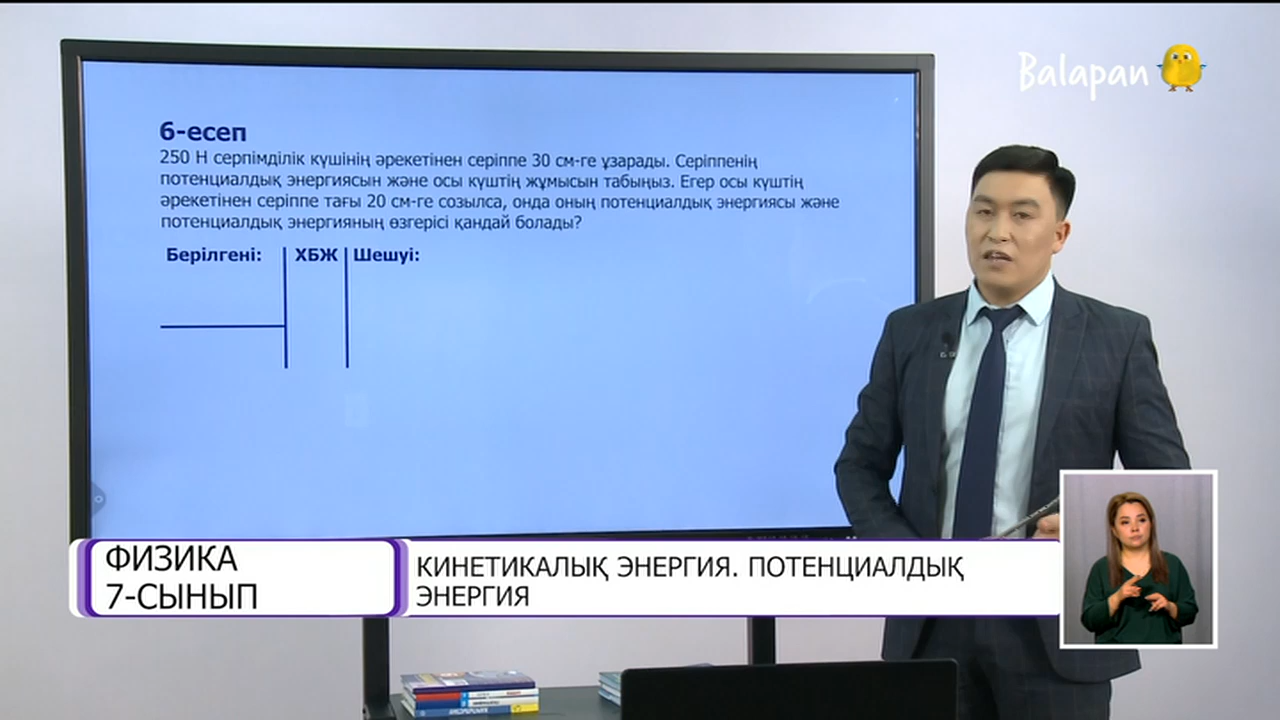 Balapan
6-есеп
250 Н серпімділік күшінің әрекетінен серіппе 30 см-ге ұзарады. Серіппенің
потенциалдық энергиясын және осы күштің жұмысын табыңыз. Егер осы күштің
әрекетінен серіппе тағы 20 см-ге созылса, онда оның потенциалдық энергиясы және
потенциалдық энергияның өзгерісі қандай болады?
Берілгені: ХБЖ Шешуі:
ФИЗИКА
7-СЫНЫП
КИНЕТИКАЛЫҚ ЭНЕРГИЯ. ПОТЕНЦИАЛДЫҚ
ЭНЕРГИЯ